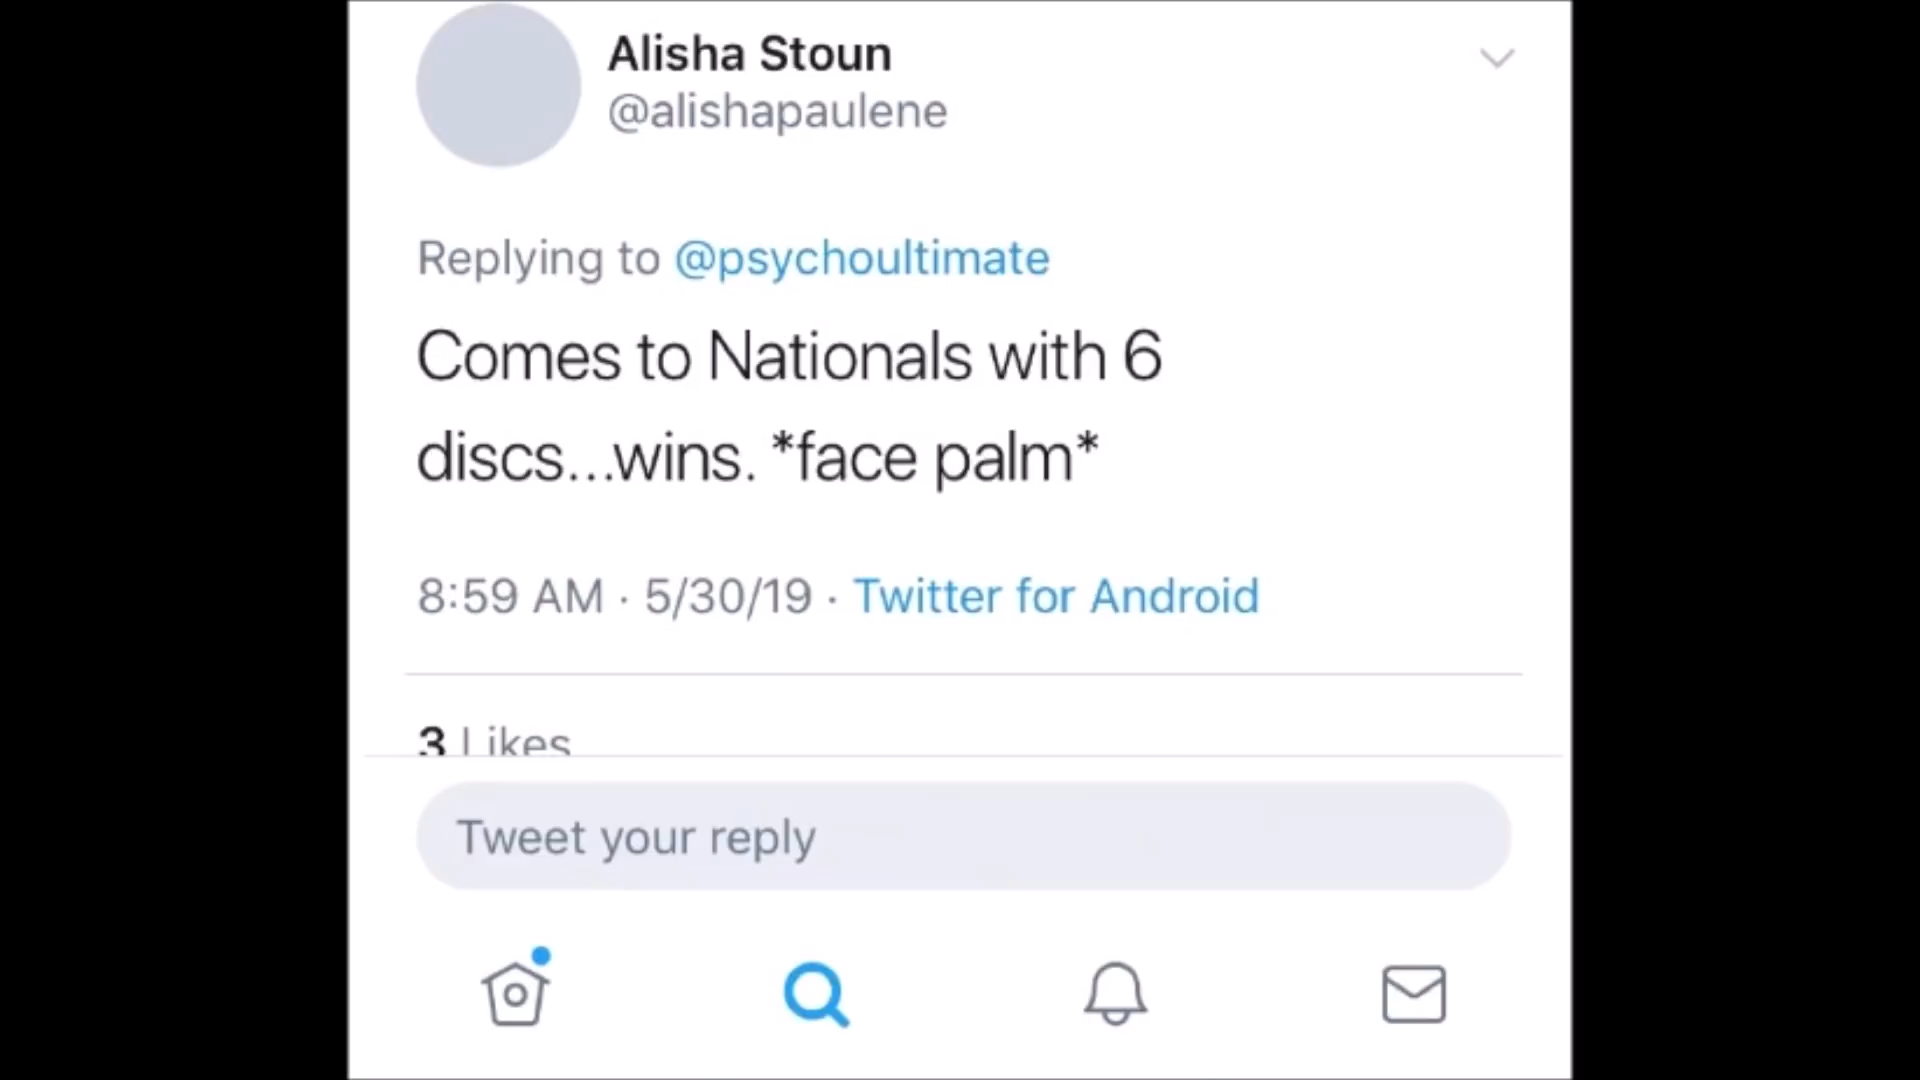 Alisha Stoun
@alishapaulene
Replying to @psychoultimate
Comes to Nationals with 6
discs...wins. *face palm*
8:59 AM · 5/30/19 · Twitter for Android
3 Likes
Tweet your reply